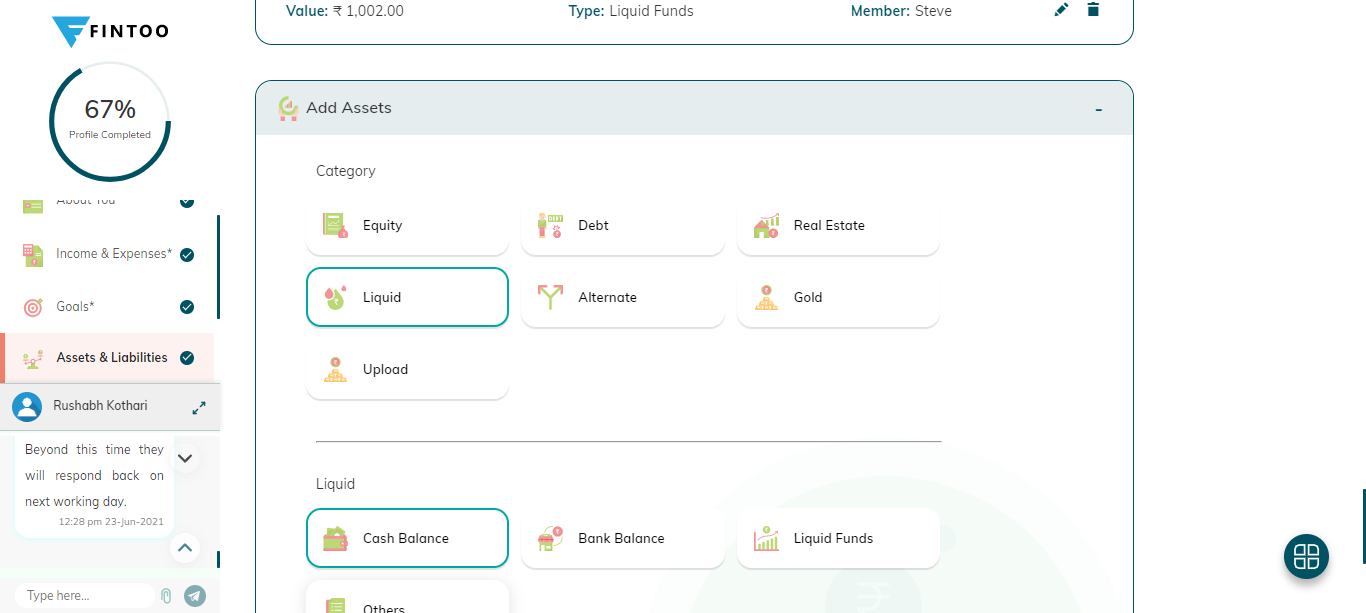 FINTOO
67%
Profile Completed
About You
Income & Expenses*
Goals*
Assets & Liabilities
Rushabh Kothari
Beyond this time they
will respond back on
next working day.
12:28 pm 23-Jun-2021
Type here...
Value: ₹ 1,002.00 Type: Liquid Funds Member: Steve
Add Assets -
Category
Equity Debt Real Estate
Liquid Alternate Gold
Upload
Liquid
Cash Balance Bank Balance Liquid Funds
Others